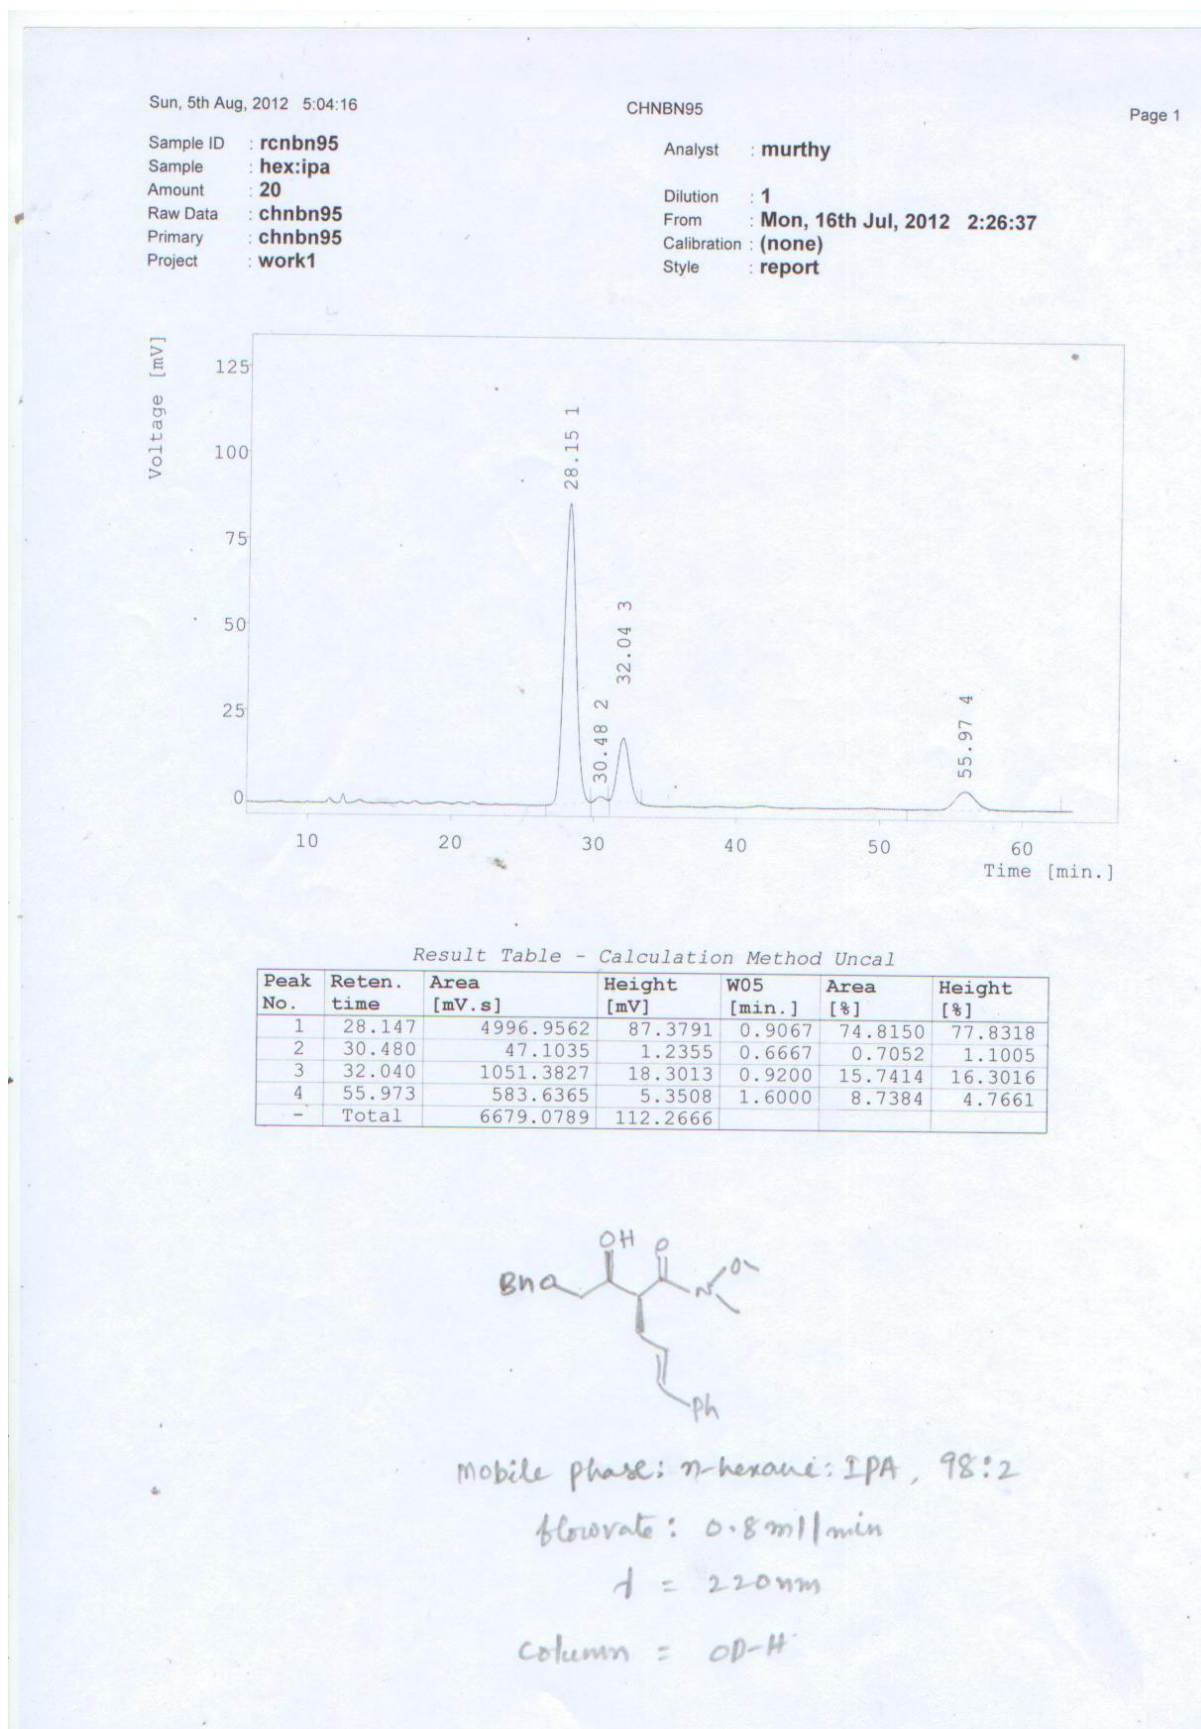 Sun, 5th Aug, 2012 5:04:16 CHNBN95 Page 1
Sample ID : rcnbn95
Sample : hex:ipa
Amount : 20
Raw Data : chnbn95
Primary : chnbn95
Project : work1
Analyst : murthy
Dilution : 1
From : Mon, 16th Jul, 2012 2:26:37
Calibration : (none)
Style : report
Voltage [mV]
125
100
75
50
25
0
28.15 1
30.48 2
32.04 3
55.97 4
10 20 30 40 50 60
Time [min.]
Result Table - Calculation Method Uncal
Peak Reten. Area Height W05 Area Height
No. time [mV.s] [mV] [min.] [%] [%]
1 28.147 4996.9562 87.3791 0.9067 74.8150 77.8318
2 30.480 47.1035 1.2355 0.6667 0.7052 1.1005
3 32.040 1051.3827 18.3013 0.9200 15.7414 16.3016
4 55.973 583.6365 5.3508 1.6000 8.7384 4.7661
- Total 6679.0789 112.2666
OH O
BnO N O
Ph
Mobile phase: n-hexane: IPA, 98:2
flowrate: 0.8 ml/min
λ = 220nm
Column = OD-H